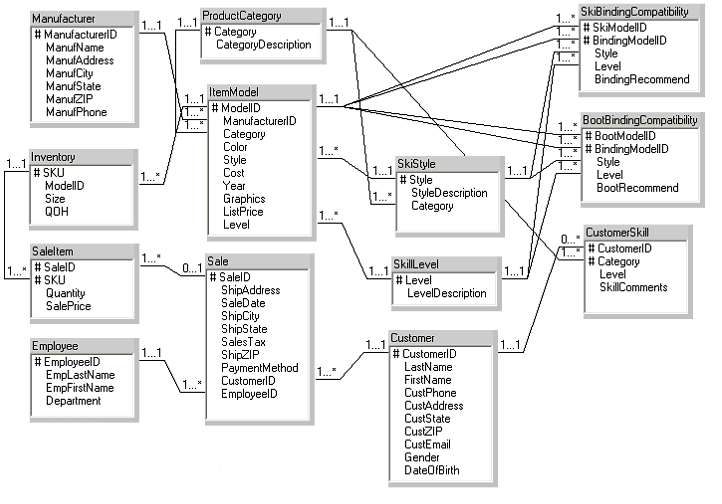 Manufacturer
# ManufacturerID
ManufName
ManufAddress
ManufCity
ManufState
ManufZIP
ManufPhone
1...1
ProductCategory
# Category
CategoryDescription
1...1
1...1
SkiBindingCompatibility
# SkiModelID
# BindingModelID
Style
Level
BindingRecommend
1...*
1...*
1...*
1...*
ItemModel
# ModelID
ManufacturerID
Category
Color
Style
Cost
Year
Graphics
ListPrice
Level
1...1
1...*
1...*
1...1
1...*
1...*
BootBindingCompatibility
# BootModelID
# BindingModelID
Style
Level
BootRecommend
1...*
1...*
1...*
1...*
Inventory
# SKU
ModelID
Size
QOH
1...1
1...*
SkiStyle
# Style
StyleDescription
Category
1...*
1...*
1...1
CustomerSkill
# CustomerID
# Category
Level
SkillComments
0...*
1...*
SaleItem
# SaleID
# SKU
Quantity
SalePrice
1...*
1...*
Sale
# SaleID
ShipAddress
SaleDate
ShipCity
ShipState
SalesTax
ShipZIP
PaymentMethod
CustomerID
EmployeeID
0...1
1...*
1...*
SkillLevel
# Level
LevelDescription
1...1
1...1
Employee
# EmployeeID
EmpLastName
EmpFirstName
Department
1...1
Customer
# CustomerID
LastName
FirstName
CustPhone
CustAddress
CustState
CustZIP
CustEmail
Gender
DateOfBirth
1...1
1...1